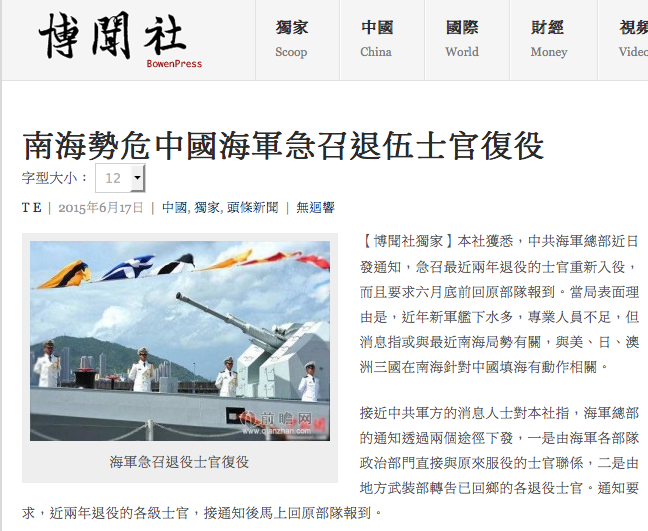 博聞社
BowenPress
獨家
Scoop
中國
China
國際
World
財經
Money
視頻
Video
南海勢危中國海軍急召退伍士官復役
字型大小：
12
T E | 2015年6月17日 | 中國, 獨家, 頭條新聞 | 無迴響
【博聞社獨家】本社獲悉，中共海軍總部近日
發通知，急召最近兩年退役的士官重新入役，
而且要求六月底前回原部隊報到。當局表面理
由是，近年新軍艦下水多，專業人員不足，但
消息指或與最近南海局勢有關，與美、日、澳
洲三國在南海針對中國填海有動作相關。
前瞻网
www.qianzhan.com
海軍急召退役士官復役
接近中共軍方的消息人士對本社指，海軍總部
的通知透過兩個途徑下發，一是由海軍各部隊
政治部門直接與原來服役的士官聯係，二是由
地方武裝部轉告已回鄉的各退役士官。通知要
求，近兩年退役的各級士官，接通知後馬上回原部隊報到。